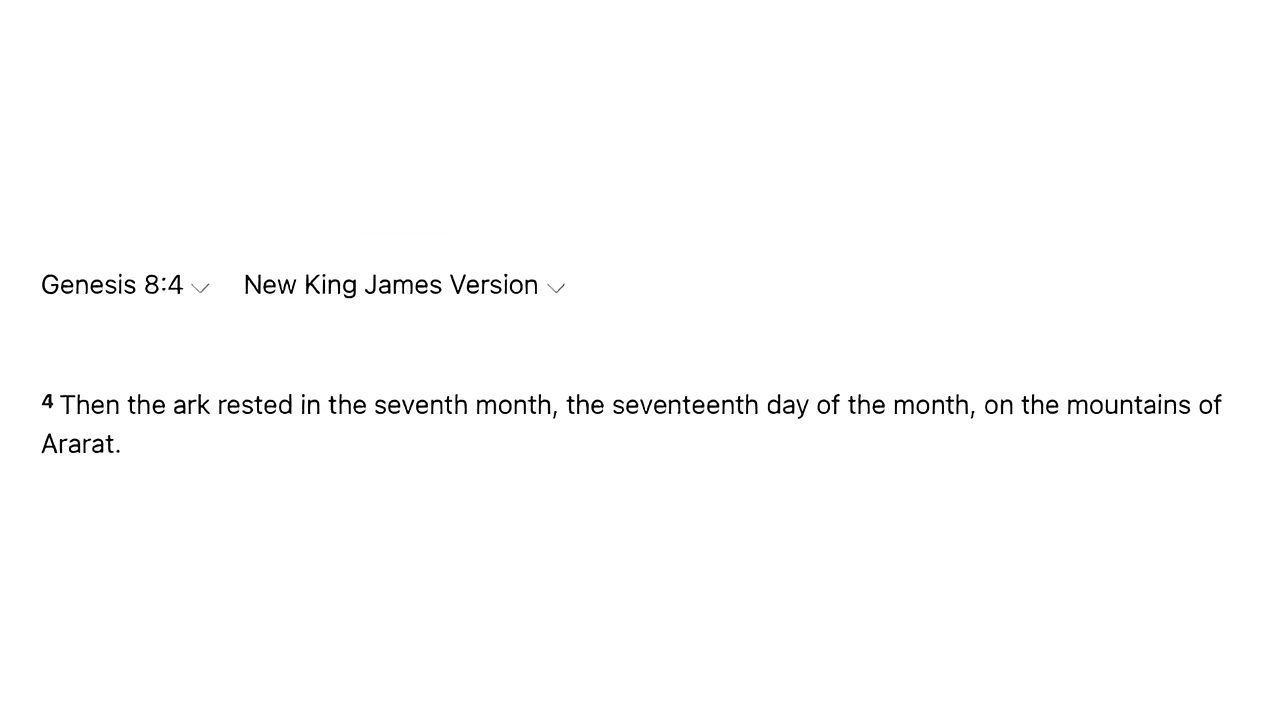 Genesis 8:4 New King James Version
4 Then the ark rested in the seventh month, the seventeenth day of the month, on the mountains of
Ararat.